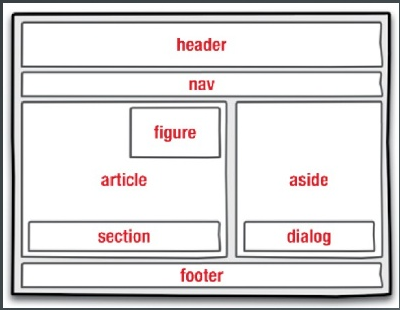 header
nav
figure
article
aside
section
dialog
footer